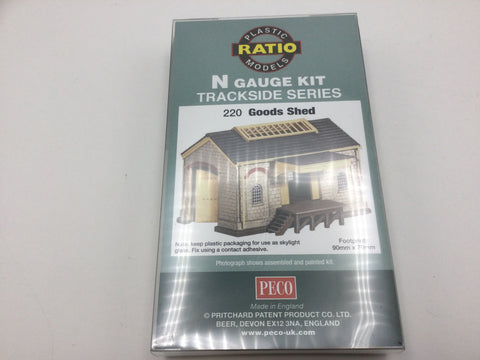 PLASTIC
RATIO
MODELS
N GAUGE KIT
TRACKSIDE SERIES
220 Goods Shed
Note: keep plastic packaging for use as skylight
glass. Fix using a contact adhesive.
Footprint
90mm x
Photograph shows assembled and painted kit.
PECO
Made in England
© PRITCHARD PATENT PRODUCT CO. LTD.
BEER, DEVON EX12 3NA, ENGLAND
www.peco-uk.com